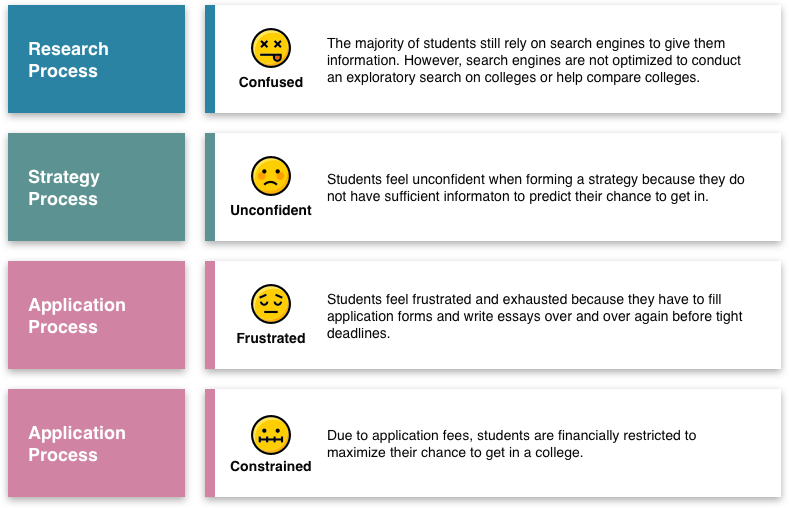 Research
Process
Confused
The majority of students still rely on search engines to give them
information. However, search engines are not optimized to conduct
an exploratory search on colleges or help compare colleges.
Strategy
Process
Unconfident
Students feel unconfident when forming a strategy because they do
not have sufficient informaton to predict their chance to get in.
Application
Process
Frustrated
Students feel frustrated and exhausted because they have to fill
application forms and write essays over and over again before tight
deadlines.
Application
Process
Constrained
Due to application fees, students are financially restricted to
maximize their chance to get in a college.